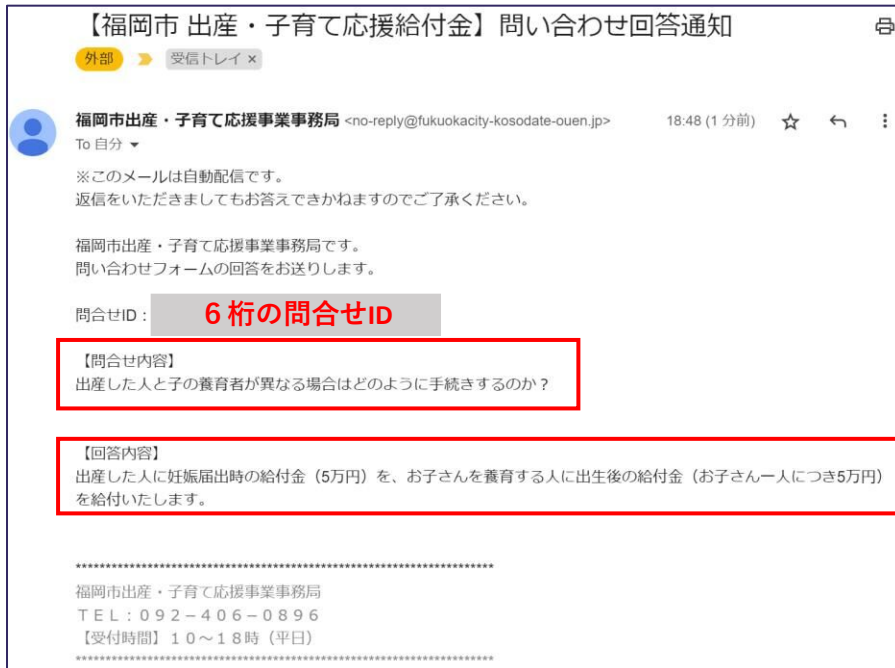 【福岡市 出産・子育て応援給付金】問い合わせ回答通知
外部 受信トレイ ×
福岡市出産・子育て応援事業事務局 <no-reply@fukuokacity-kosodate-ouen.jp> 18:48 (1 分前)
To 自分
※このメールは自動配信です。
返信をいただきましてもお答えできかねますのでご了承ください。
福岡市出産・子育て応援事業事務局です。
問い合わせフォームの回答をお送りします。
問合せID： ６桁の問合せID
【問合せ内容】
出産した人と子の養育者が異なる場合はどのように手続きするのか？
【回答内容】
出産した人に妊娠届出時の給付金（5万円）を、お子さんを養育する人に出生後の給付金（お子さん一人につき5万円）
を給付いたします。
**********************************************************************
福岡市出産・子育て応援事業事務局
ＴＥＬ：０９２－４０６－０８９６
【受付時間】１０～１８時（平日）
**********************************************************************